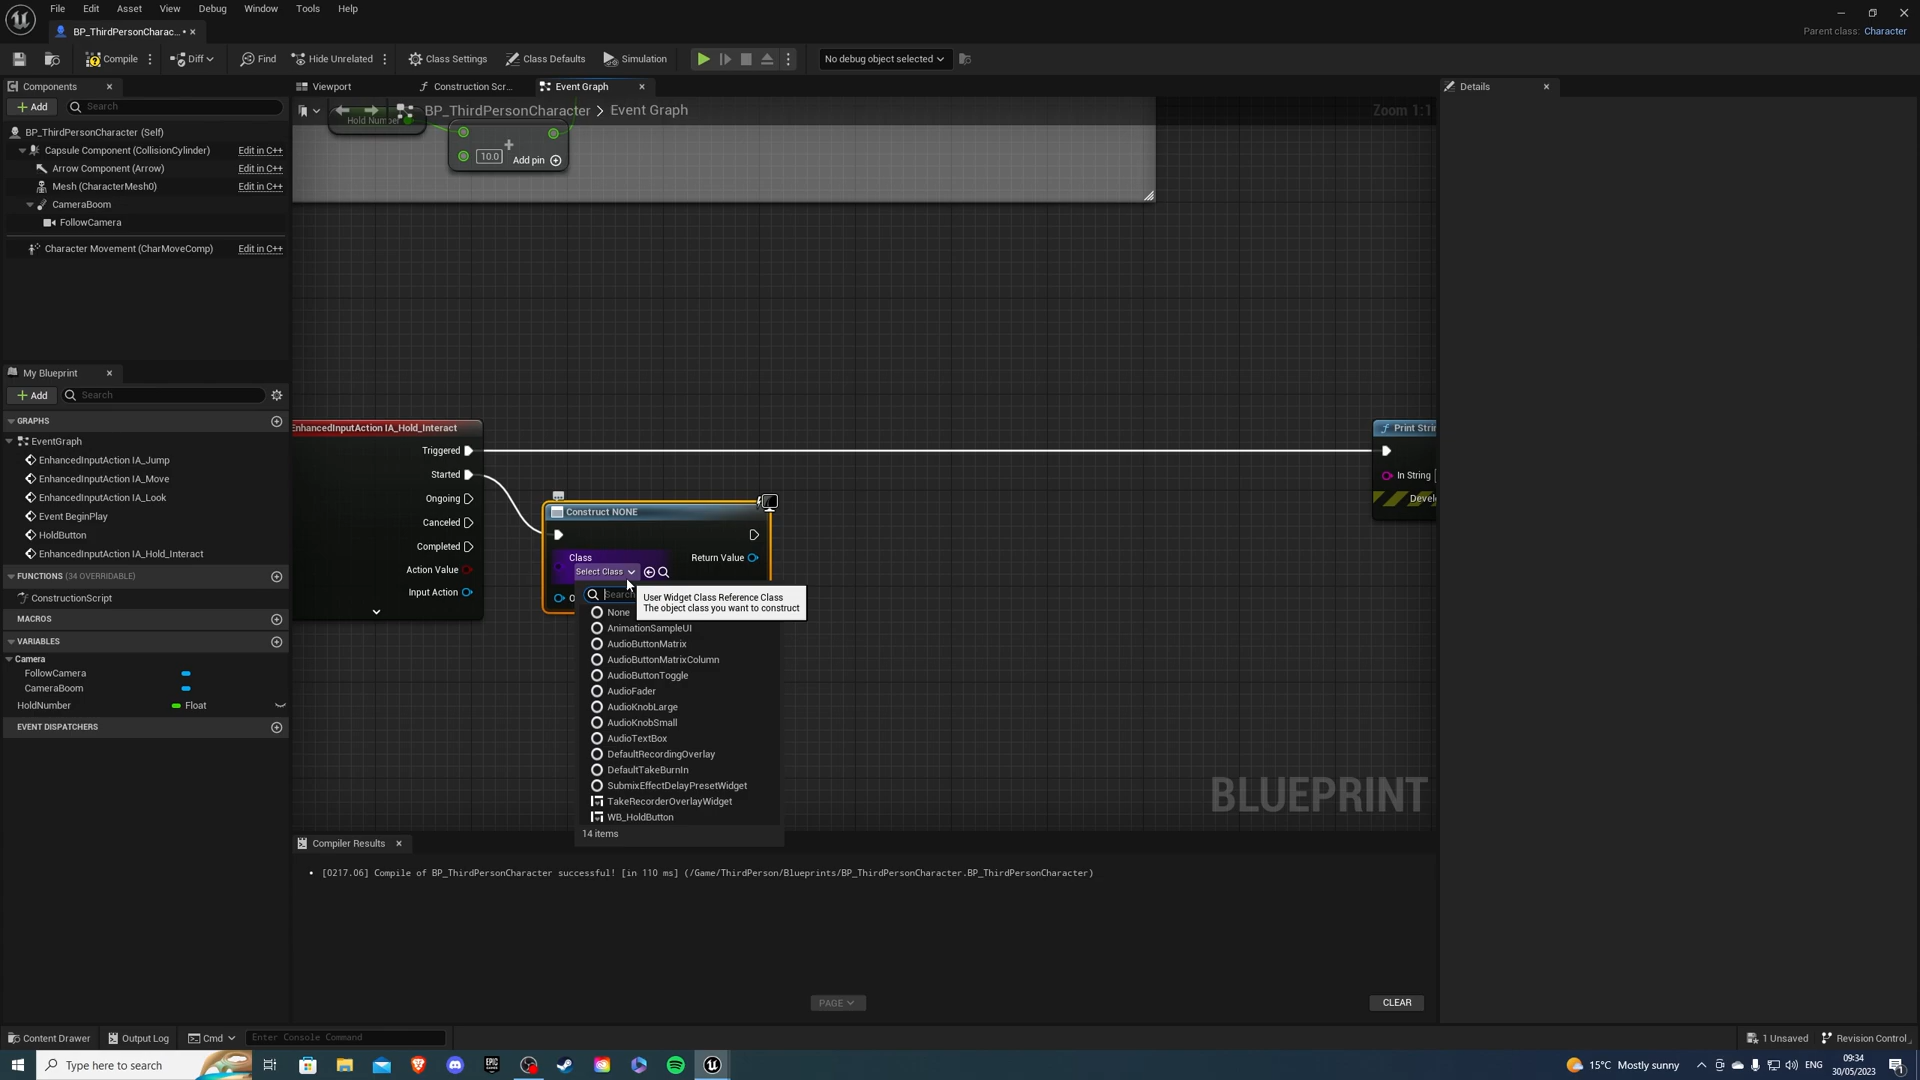 File Edit Asset View Debug Window Tools Help
BP_ThirdPersonCharac...
Parent class: Character
Compile Diff Find Hide Unrelated Class Settings Class Defaults Simulation No debug object selected
Components
Add Search
BP_ThirdPersonCharacter (Self)
Capsule Component (CollisionCylinder) Edit in C++
Arrow Component (Arrow) Edit in C++
Mesh (CharacterMesh0) Edit in C++
CameraBoom
FollowCamera
Character Movement (CharMoveComp) Edit in C++
My Blueprint
Add Search
GRAPHS
EventGraph
EnhancedInputAction IA_Jump
EnhancedInputAction IA_Move
EnhancedInputAction IA_Look
Event BeginPlay
HoldButton
EnhancedInputAction IA_Hold_Interact
FUNCTIONS (34 OVERRIDABLE)
ConstructionScript
MACROS
VARIABLES
Camera
FollowCamera
CameraBoom
HoldNumber Float
EVENT DISPATCHERS
Viewport Construction Scr... Event Graph
BP_ThirdPersonCharacter > Event Graph
Zoom 1:1
Hold Number
10.0 Add pin
EnhancedInputAction IA_Hold_Interact
Triggered
Started
Ongoing
Canceled
Completed
Action Value
Input Action
Construct NONE
Class
Select Class
Return Value
Search
User Widget Class Reference Class
The object class you want to construct
None
AnimationSampleUI
AudioButtonMatrix
AudioButtonMatrixColumn
AudioButtonToggle
AudioFader
AudioKnobLarge
AudioKnobSmall
AudioTextBox
DefaultRecordingOverlay
DefaultTakeBurnIn
SubmixEffectDelayPresetWidget
TakeRecorderOverlayWidget
WB_HoldButton
14 items
Print Strin
In String
Devel
BLUEPRINT
Details
Compiler Results
[0217.06] Compile of BP_ThirdPersonCharacter successful! [in 110 ms] (/Game/ThirdPerson/Blueprints/BP_ThirdPersonCharacter.BP_ThirdPersonCharacter)
PAGE
CLEAR
Content Drawer Output Log Cmd Enter Console Command
1 Unsaved Revision Control
Type here to search
EPIC
15°C Mostly sunny
ENG
09:34
30/05/2023